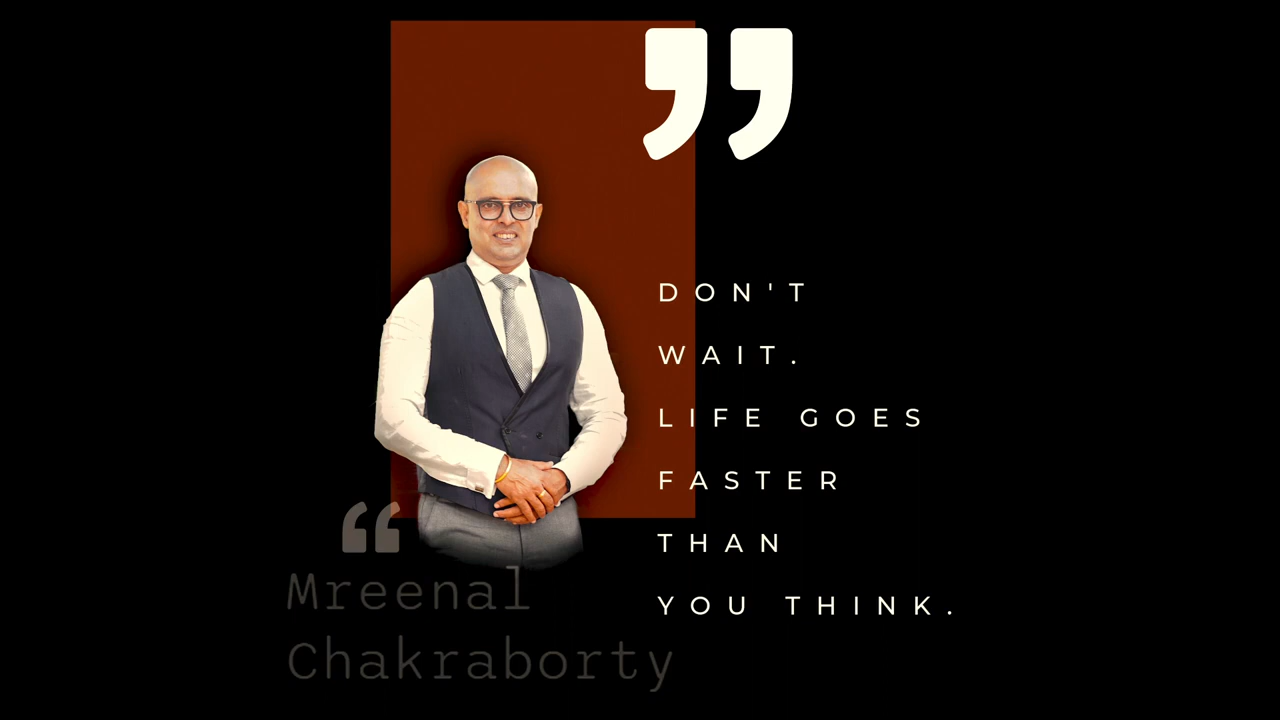 DON'T
WAIT.
LIFE GOES
FASTER
THAN
YOU THINK.
Mreenal
Chakraborty